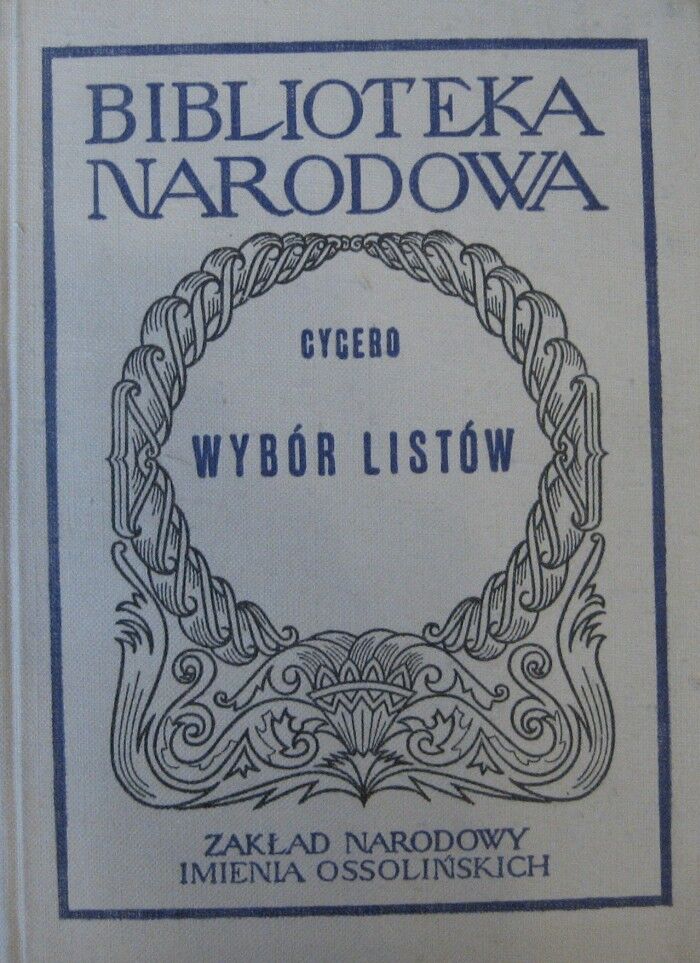 BIBLIOTEKA
NARODOWA
CYCERO
WYBÓR LISTÓW
ZAKŁAD NARODOWY
IMIENIA OSSOLIŃSKICH